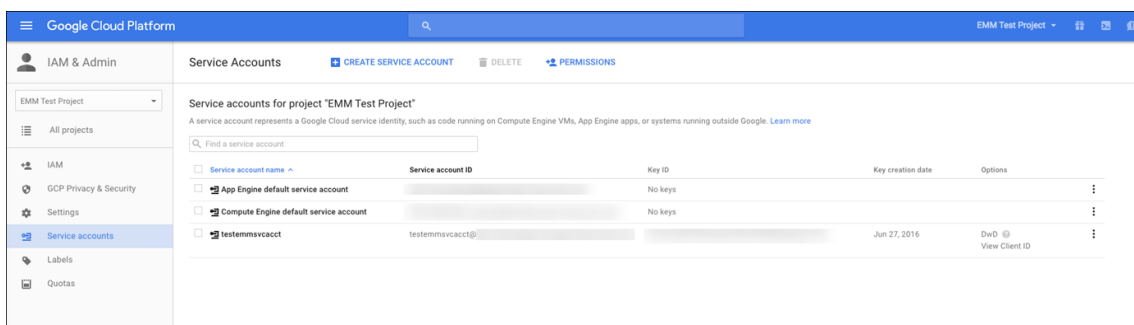 Google Cloud Platform
EMM Test Project
IAM & Admin
Service Accounts
CREATE SERVICE ACCOUNT
DELETE
PERMISSIONS
EMM Test Project
All projects
IAM
GCP Privacy & Security
Settings
Service accounts
Labels
Quotas
Service accounts for project "EMM Test Project"
A service account represents a Google Cloud service identity, such as code running on Compute Engine VMs, App Engine apps, or systems running outside Google. Learn more
Find a service account
Service account name Service account ID Key ID Key creation date Options
App Engine default service account No keys
Compute Engine default service account No keys
testemmsvcacct testemmsvcacct@ Jun 27, 2016 DwD
View Client ID